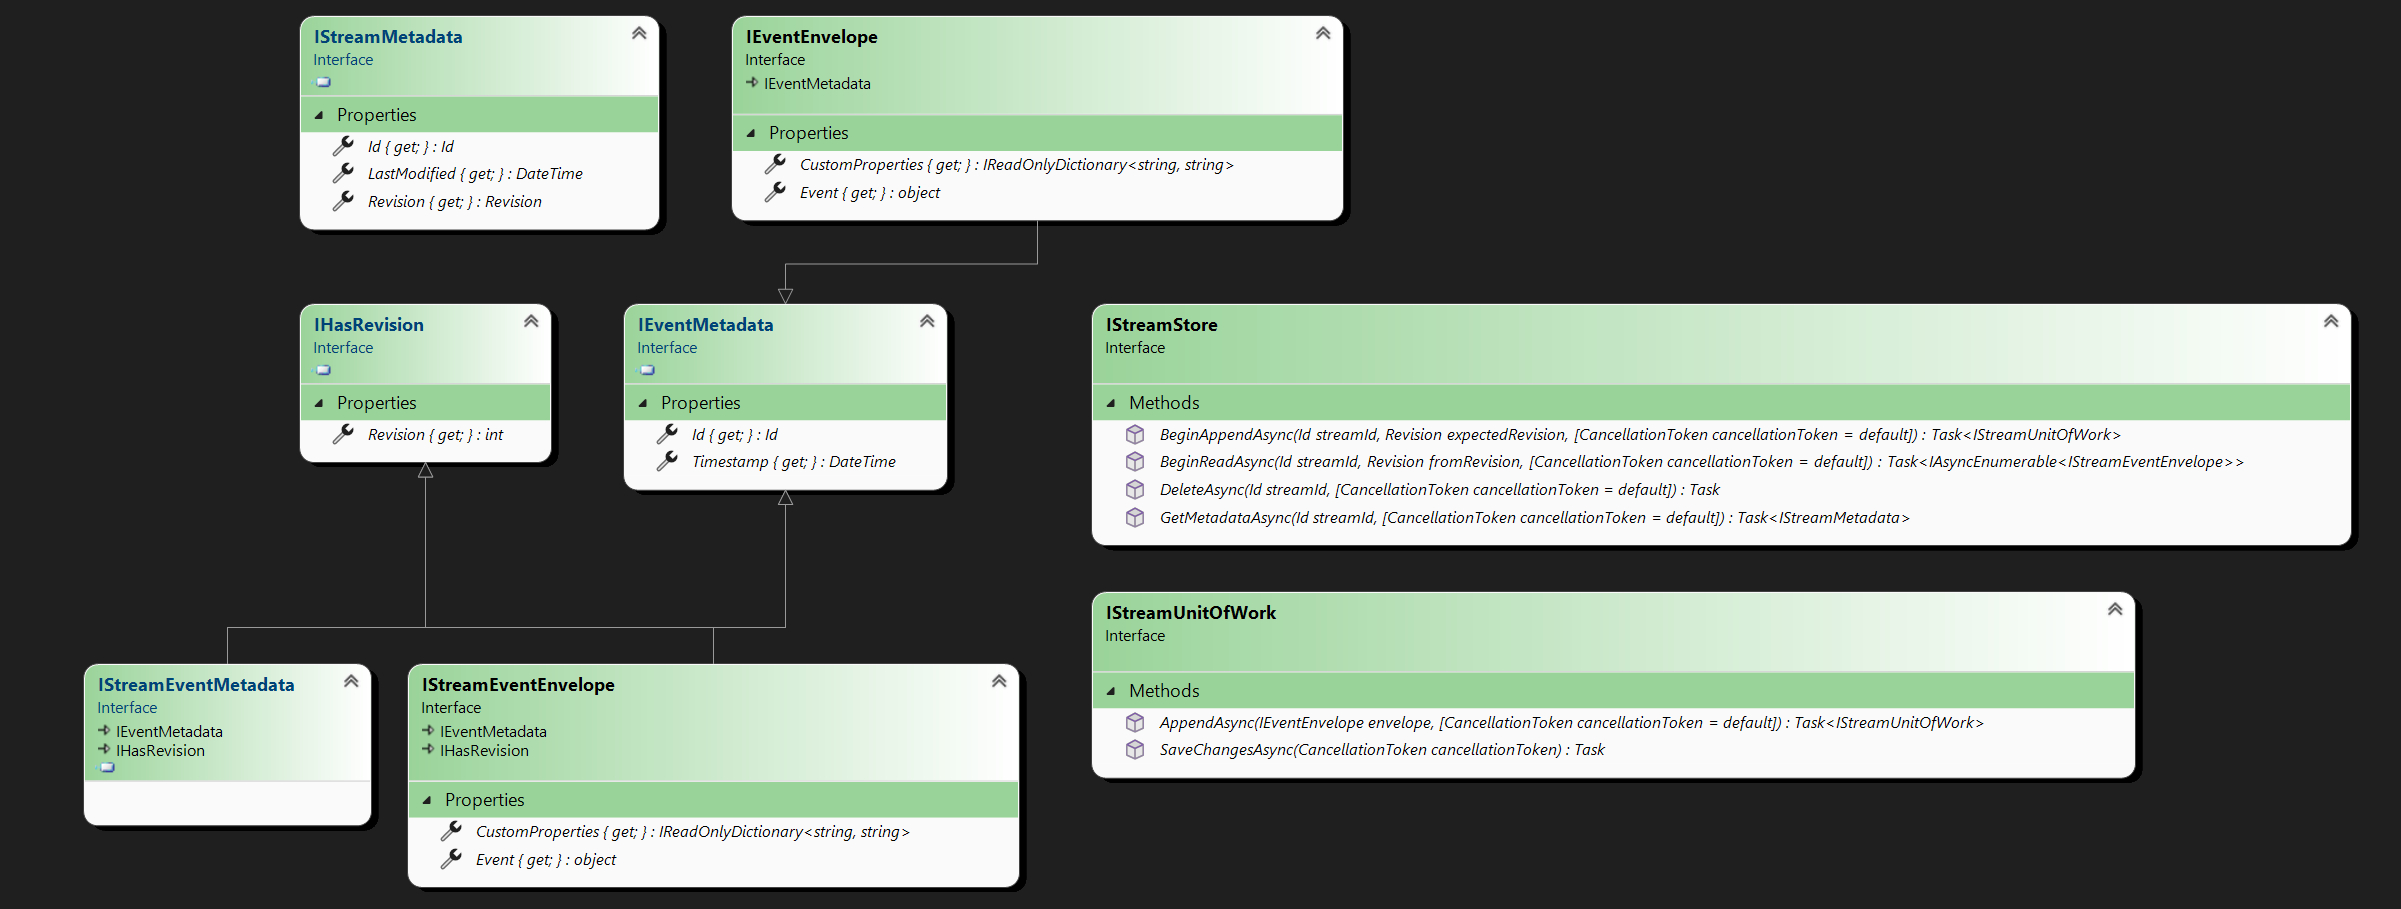 IStreamMetadata
Interface
Properties
Id { get; } : Id
LastModified { get; } : DateTime
Revision { get; } : Revision
IEventEnvelope
Interface
IEventMetadata
Properties
CustomProperties { get; } : IReadOnlyDictionary<string, string>
Event { get; } : object
IHasRevision
Interface
Properties
Revision { get; } : int
IEventMetadata
Interface
Properties
Id { get; } : Id
Timestamp { get; } : DateTime
IStreamStore
Interface
Methods
BeginAppendAsync(Id streamId, Revision expectedRevision, [CancellationToken cancellationToken = default]) : Task<IStreamUnitOfWork>
BeginReadAsync(Id streamId, Revision fromRevision, [CancellationToken cancellationToken = default]) : Task<IAsyncEnumerable<IStreamEventEnvelope>>
DeleteAsync(Id streamId, [CancellationToken cancellationToken = default]) : Task
GetMetadataAsync(Id streamId, [CancellationToken cancellationToken = default]) : Task<IStreamMetadata>
IStreamUnitOfWork
Interface
Methods
AppendAsync(IEventEnvelope envelope, [CancellationToken cancellationToken = default]) : Task<IStreamUnitOfWork>
SaveChangesAsync(CancellationToken cancellationToken) : Task
IStreamEventMetadata
Interface
IEventMetadata
IHasRevision
IStreamEventEnvelope
Interface
IEventMetadata
IHasRevision
Properties
CustomProperties { get; } : IReadOnlyDictionary<string, string>
Event { get; } : object